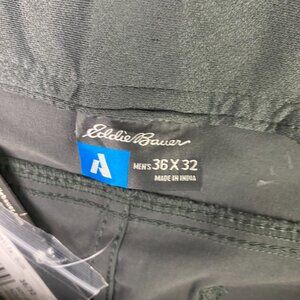 Eddie Bauer
A
MEN'S 36 X 32
MADE IN INDIA